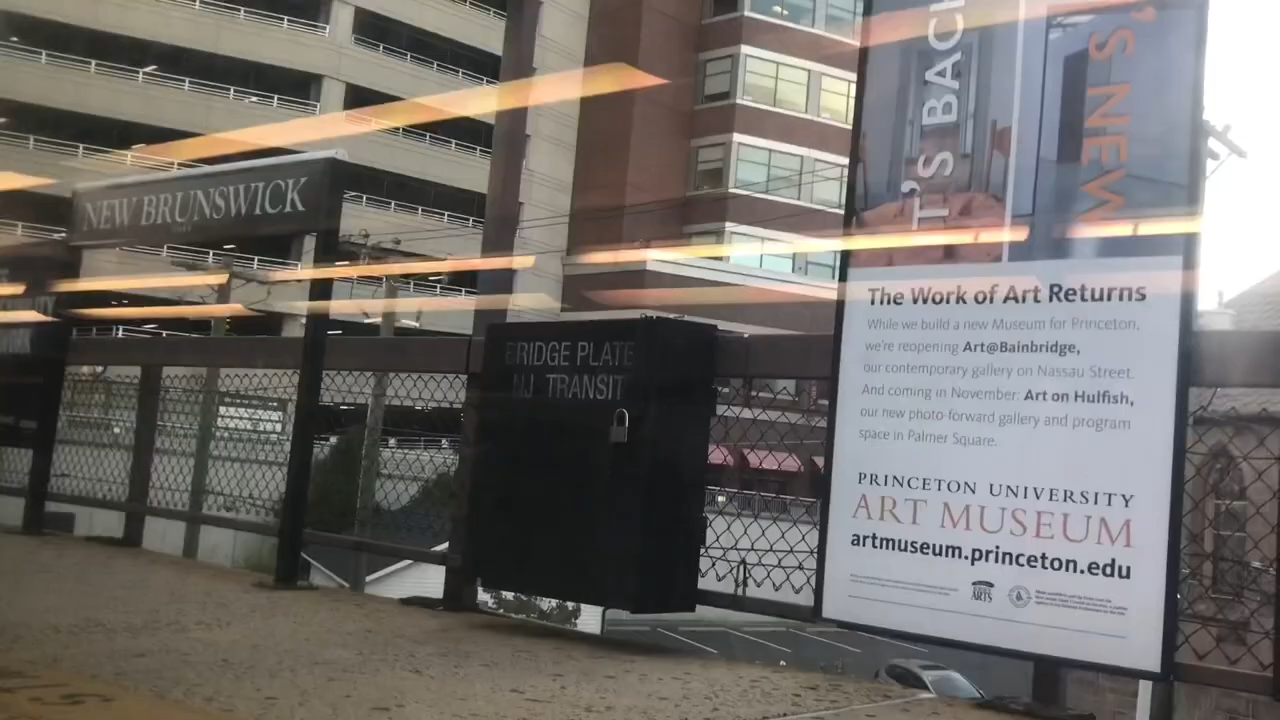 NEW BRUNSWICK
BRIDGE PLATE
NJ TRANSIT
T'S BACK
'S NEW
The Work of Art Returns
While we build a new Museum for Princeton,
we're reopening Art@Bainbridge,
our contemporary gallery on Nassau Street.
And coming in November: Art on Hulfish,
our new photo-forward gallery and program
space in Palmer Square.
PRINCETON UNIVERSITY
ART MUSEUM
artmuseum.princeton.edu
ARTS